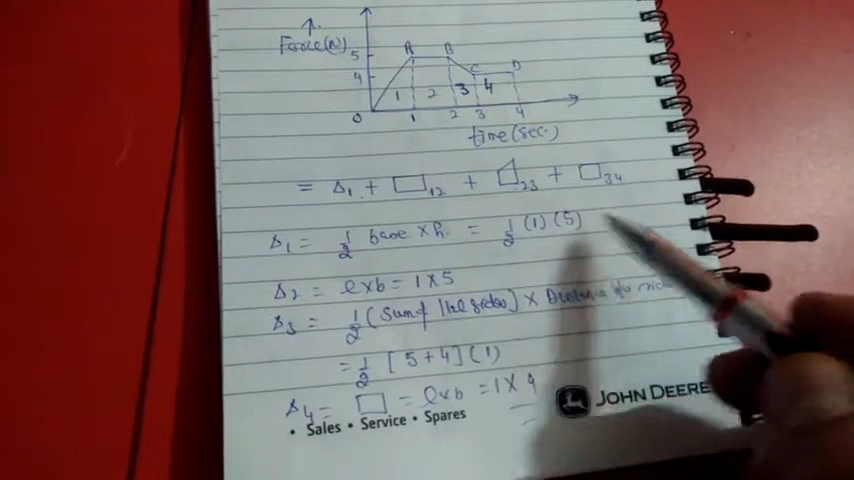 Force(N)
A B
5
C D
4
1 2 3 4
0 1 2 3 4
time(sec.)
= Δ1 + □12 + □23 + □34
Δ1 = 1/2 base × h. = 1/2 (1) (5)
Δ2 = l×b = 1×5
Δ3 = 1/2 (Sum of llel sides) × Distance
= 1/2 [5+4] (1)
Δ4 = □ = l×b = 1×4
• Sales • Service • Spares
JOHN DEERE